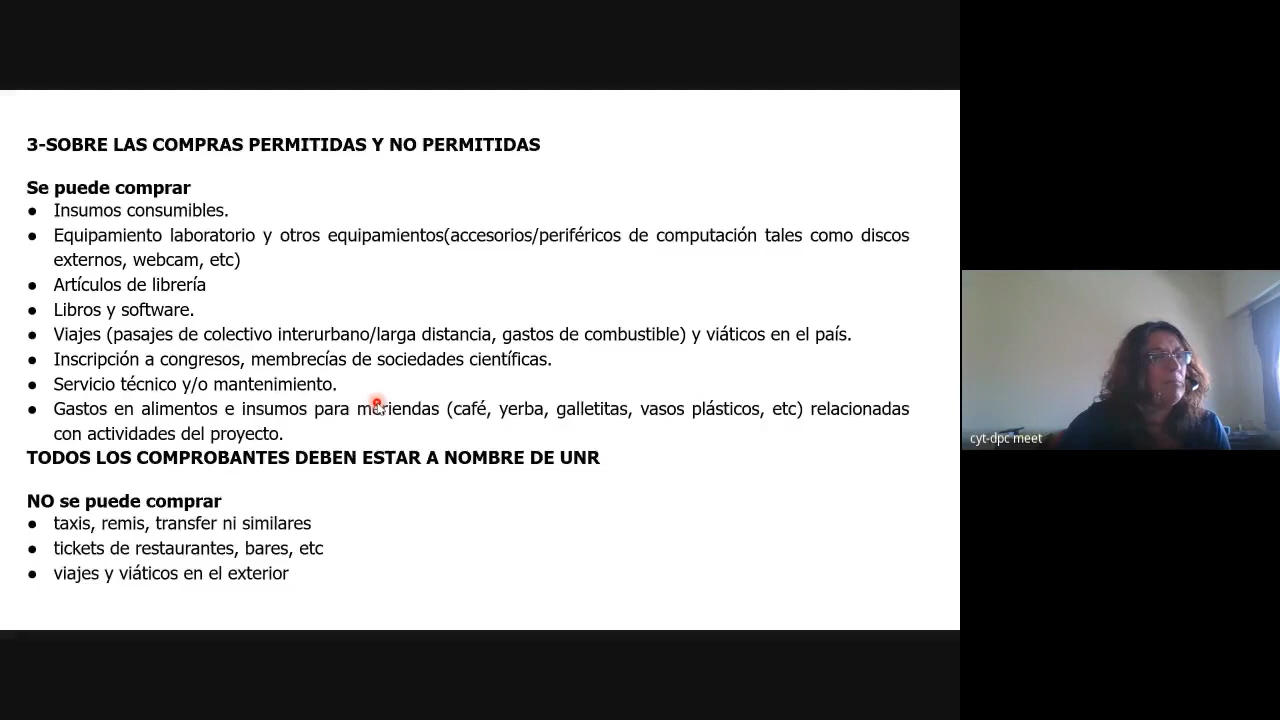 3-SOBRE LAS COMPRAS PERMITIDAS Y NO PERMITIDAS
Se puede comprar
● Insumos consumibles.
● Equipamiento laboratorio y otros equipamientos(accesorios/periféricos de computación tales como discos
externos, webcam, etc)
● Artículos de librería
● Libros y software.
● Viajes (pasajes de colectivo interurbano/larga distancia, gastos de combustible) y viáticos en el país.
● Inscripción a congresos, membrecías de sociedades científicas.
● Servicio técnico y/o mantenimiento.
● Gastos en alimentos e insumos para meriendas (café, yerba, galletitas, vasos plásticos, etc) relacionadas
con actividades del proyecto.
TODOS LOS COMPROBANTES DEBEN ESTAR A NOMBRE DE UNR
NO se puede comprar
● taxis, remis, transfer ni similares
● tickets de restaurantes, bares, etc
● viajes y viáticos en el exterior
cyt-dpc meet